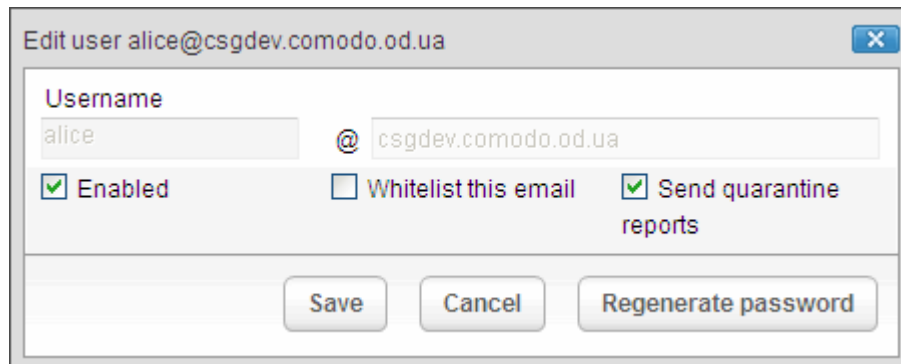 Edit user alice@csgdev.comodo.od.ua
Username
alice @ csgdev.comodo.od.ua
Enabled Whitelist this email Send quarantine
reports
Save Cancel Regenerate password